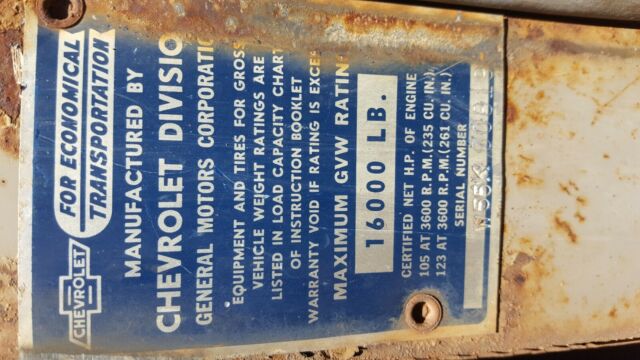 CHEVROLET
FOR ECONOMICAL
TRANSPORTATION
MANUFACTURED BY
CHEVROLET DIVISIO
GENERAL MOTORS CORPORATIO
EQUIPMENT AND TIRES FOR GROSS
VEHICLE WEIGHT RATINGS ARE
LISTED IN LOAD CAPACITY CHART
OF INSTRUCTION BOOKLET
WARRANTY VOID IF RATING IS EXCEE
MAXIMUM GVW RATIN
16000 LB.
CERTIFIED NET H.P. OF ENGINE
105 AT 3600 R.P.M.(235 CU. IN.)
123 AT 3600 R.P.M.(261 CU. IN.)
SERIAL NUMBER